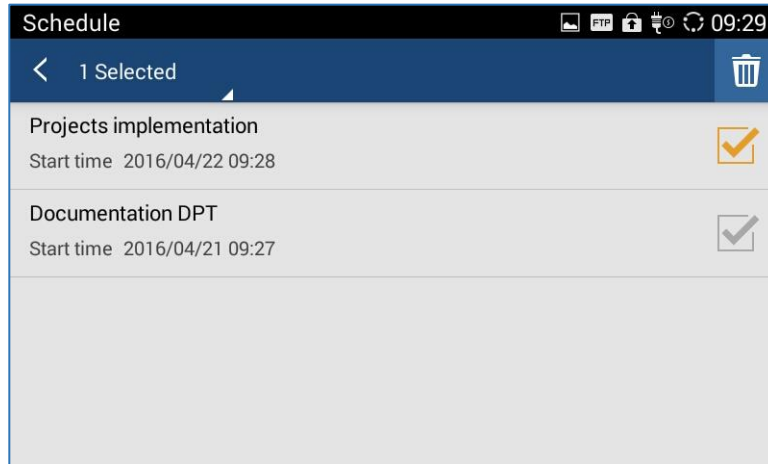 Schedule
FTP 09:29
1 Selected
Projects implementation
Start time 2016/04/22 09:28
Documentation DPT
Start time 2016/04/21 09:27